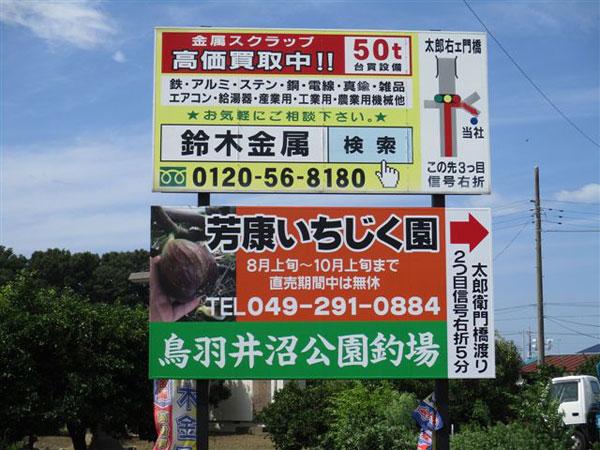 金属スクラップ
高価買取中!!
50t
台貫設備
鉄・アルミ・ステン・銅・電線・真鍮・雑品
エアコン・給湯器・産業用・工業用・農業用機械他
★お気軽にご相談下さい。★
鈴木金属 検索
0120-56-8180
太郎右ェ門橋
当社
この先3っ目
信号右折
芳康いちじく園
8月上旬〜10月上旬まで
直売期間中は無休
TEL049-291-0884
鳥羽井沼公園釣場
太郎衛門橋渡り
2つ目信号右折5分
木金